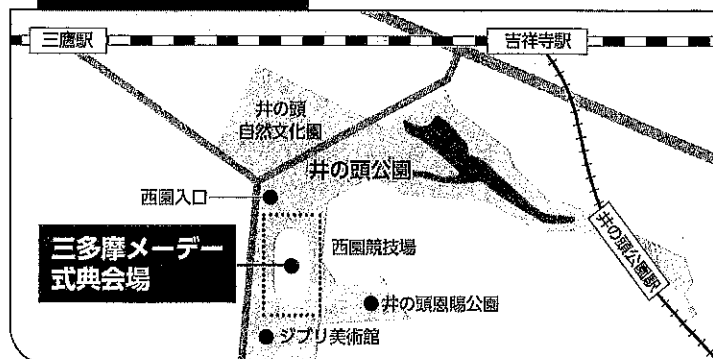 三鷹駅
吉祥寺駅
井の頭
自然文化園
井の頭公園
西園入口
三多摩メーデー
式典会場
西園競技場
井の頭公園駅
井の頭恩賜公園
ジブリ美術館